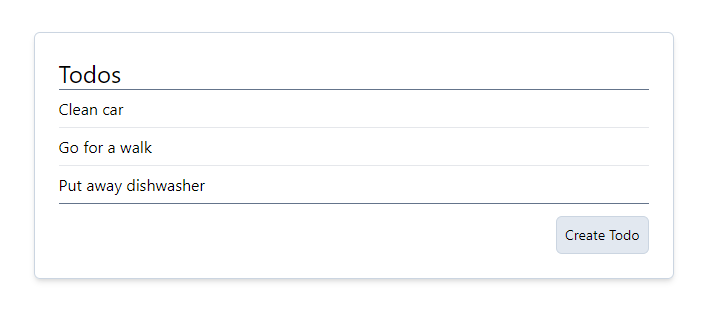 Todos
Clean car
Go for a walk
Put away dishwasher
Create Todo